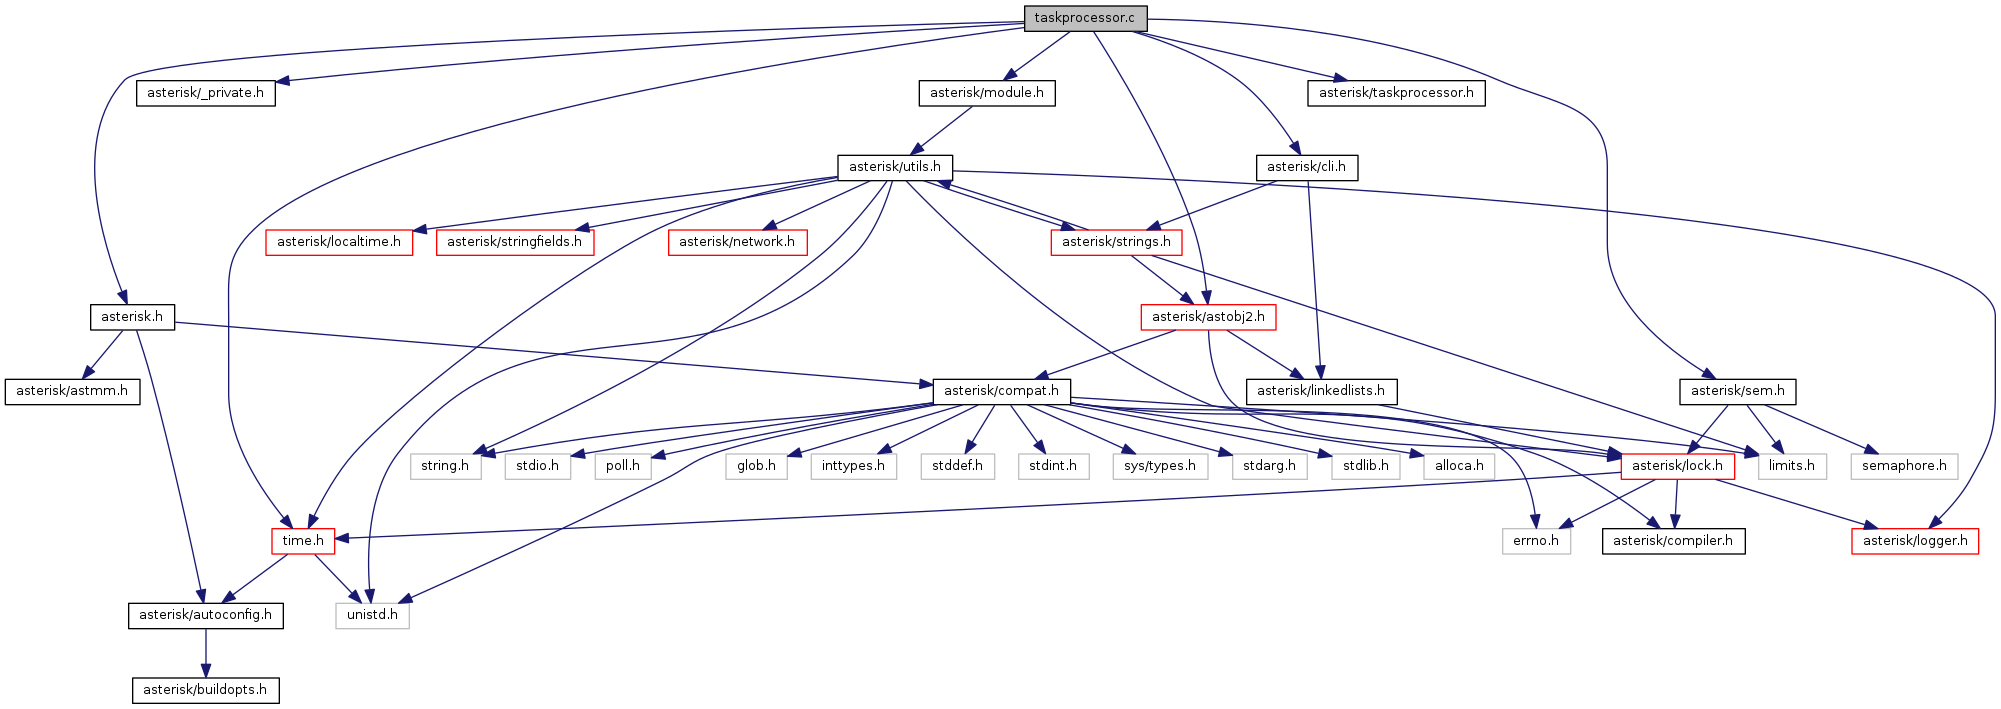 taskprocessor.c
asterisk/_private.h
asterisk/module.h
asterisk/taskprocessor.h
asterisk/utils.h
asterisk/cli.h
asterisk/localtime.h
asterisk/stringfields.h
asterisk/network.h
asterisk/strings.h
asterisk.h
asterisk/astobj2.h
asterisk/astmm.h
asterisk/compat.h
asterisk/linkedlists.h
asterisk/sem.h
string.h
stdio.h
poll.h
glob.h
inttypes.h
stddef.h
stdint.h
sys/types.h
stdarg.h
stdlib.h
alloca.h
asterisk/lock.h
limits.h
semaphore.h
time.h
errno.h
asterisk/compiler.h
asterisk/logger.h
asterisk/autoconfig.h
unistd.h
asterisk/buildopts.h